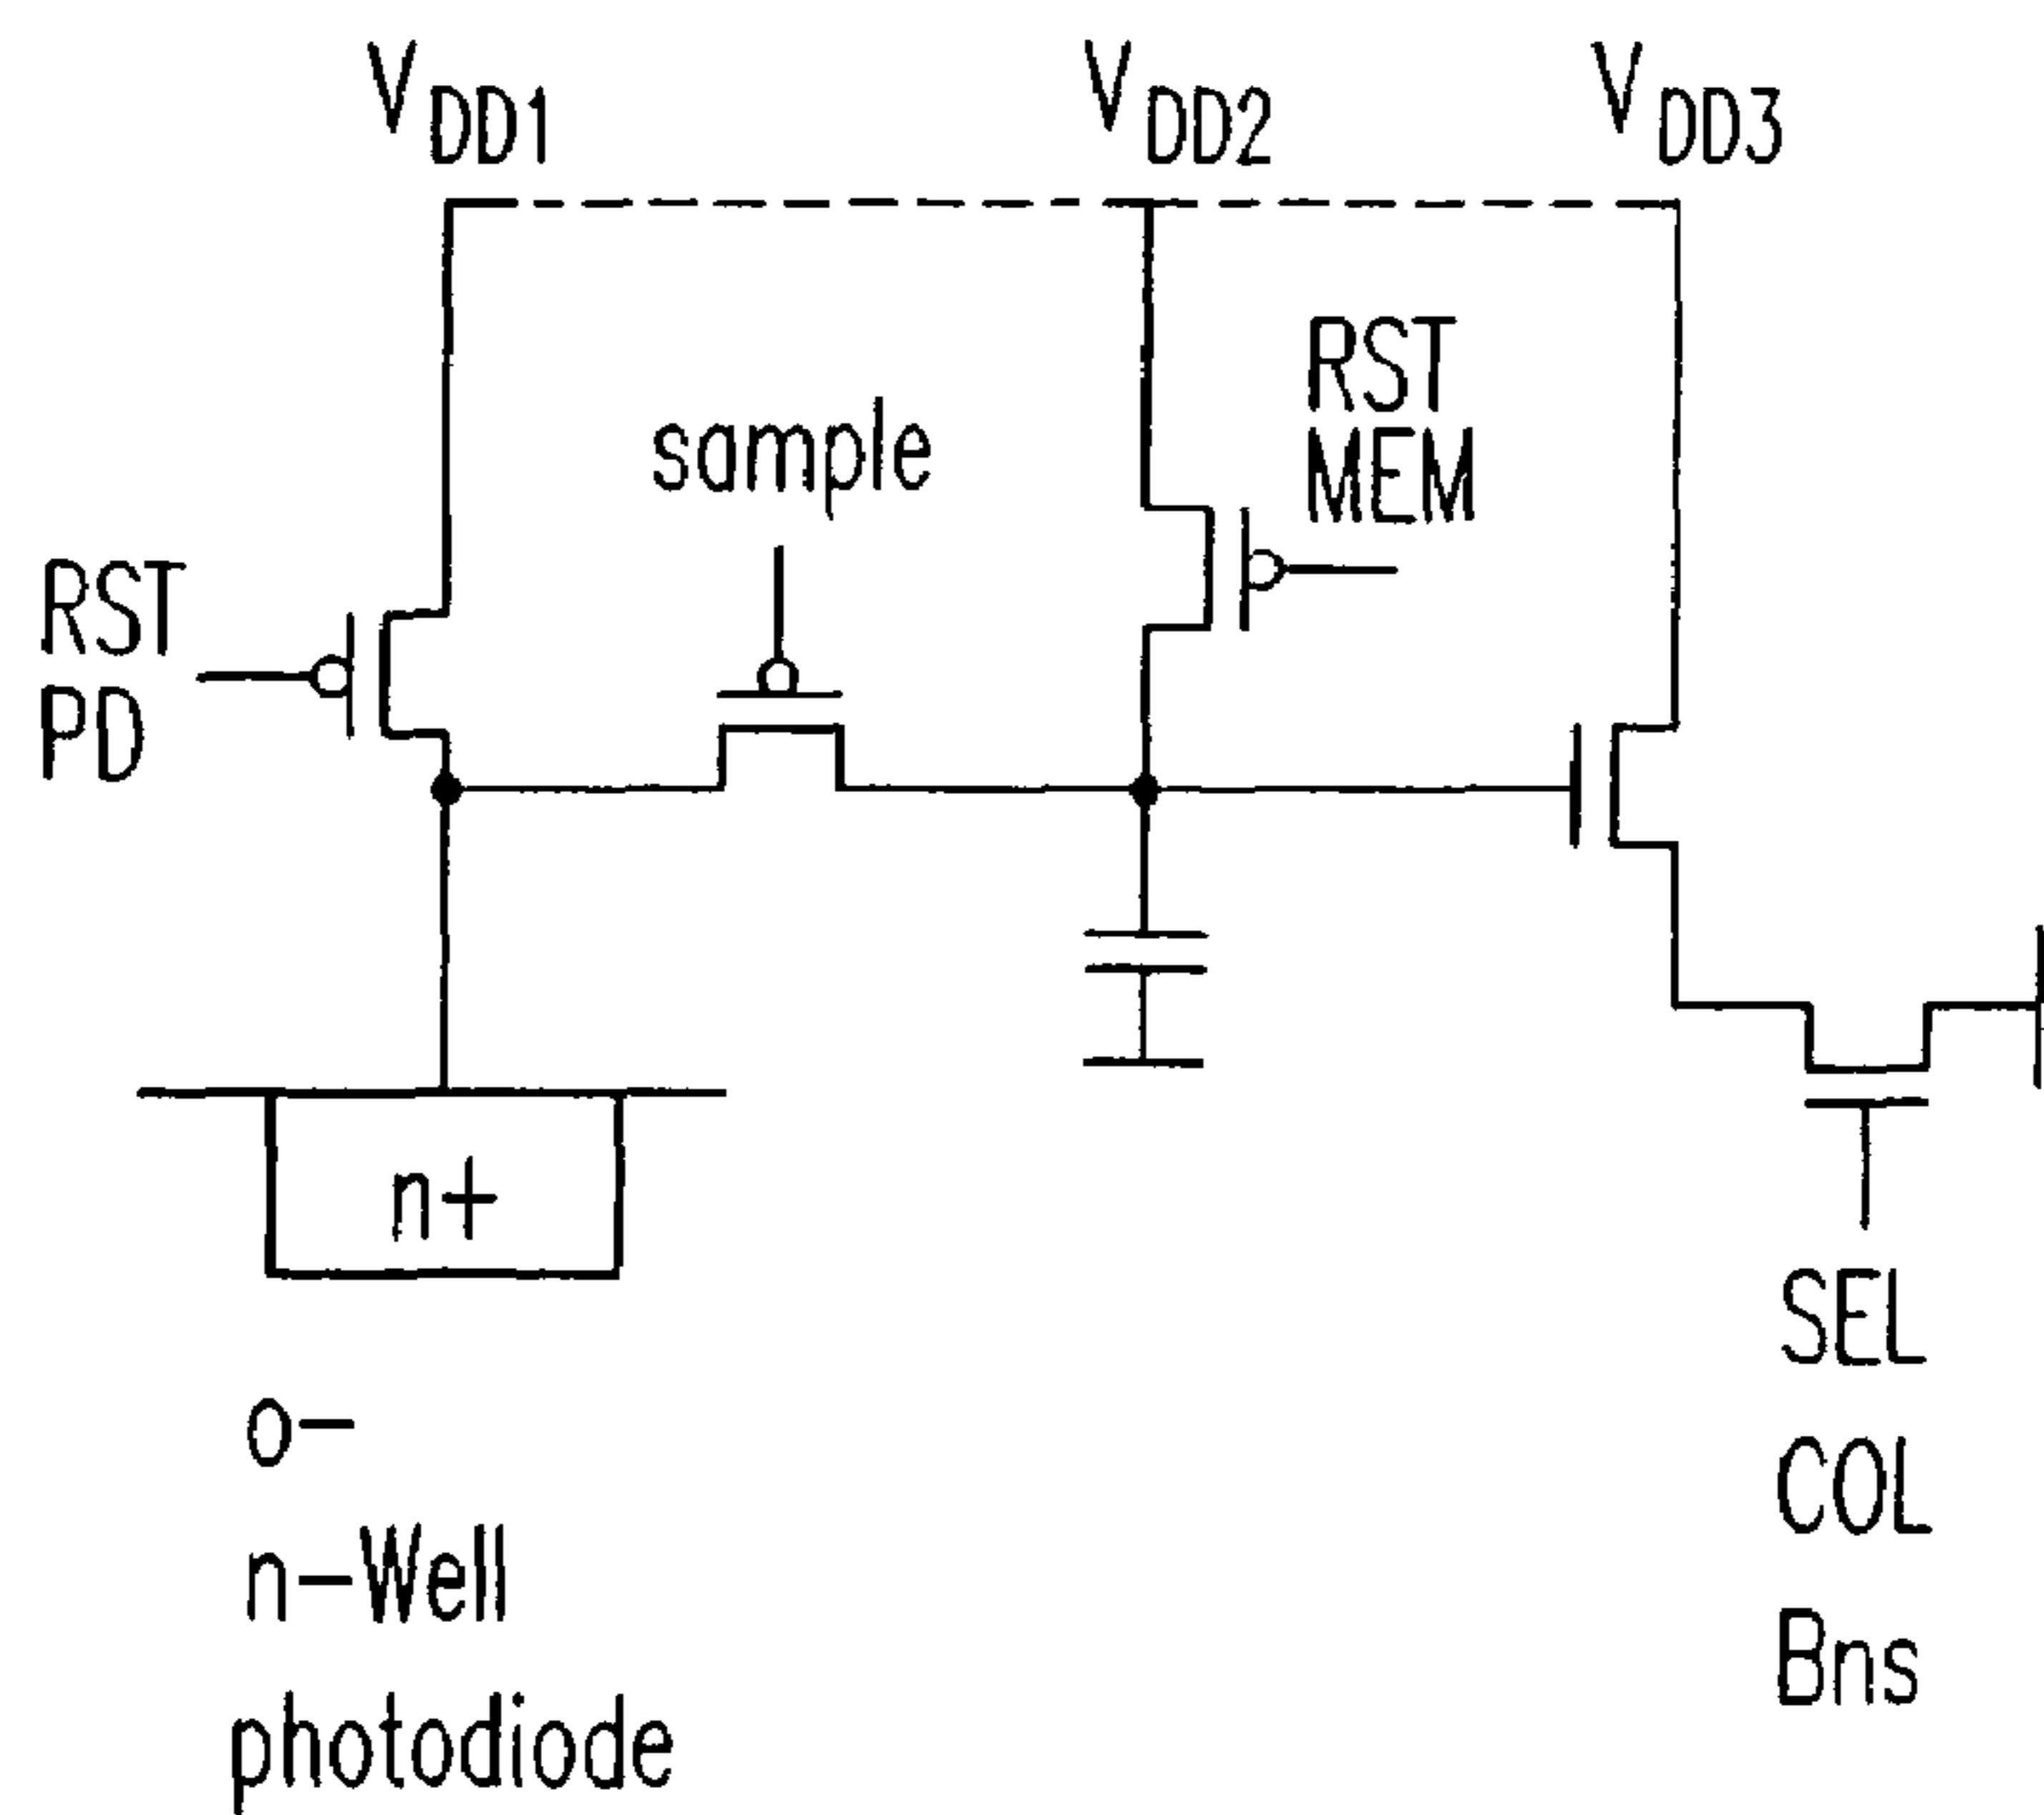 VDD1 VDD2 VDD3
RST
MEM
sample
RST
PD
n+
o-
n-Well
photodiode
SEL
COL
Bns